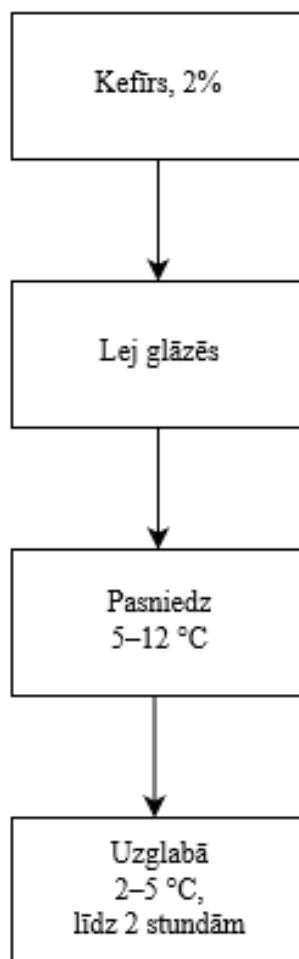 Kefīrs, 2%
Lej glāzēs
Pasniedz
5–12 °C
Uzglabā
2–5 °C,
līdz 2 stundām